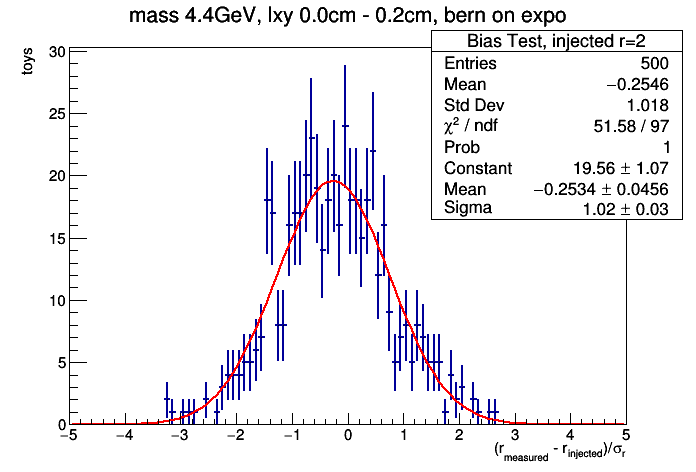 mass 4.4GeV, lxy 0.0cm - 0.2cm, bern on expo
toys
Bias Test, injected r=2
Entries 500
Mean −0.2546
Std Dev 1.018
χ² / ndf 51.58 / 97
Prob 1
Constant 19.56 ± 1.07
Mean −0.2534 ± 0.0456
Sigma 1.02 ± 0.03
30
25
20
15
10
5
0
−5 −4 −3 −2 −1 0 1 2 3 4 5
(r_measured - r_injected)/σ_r